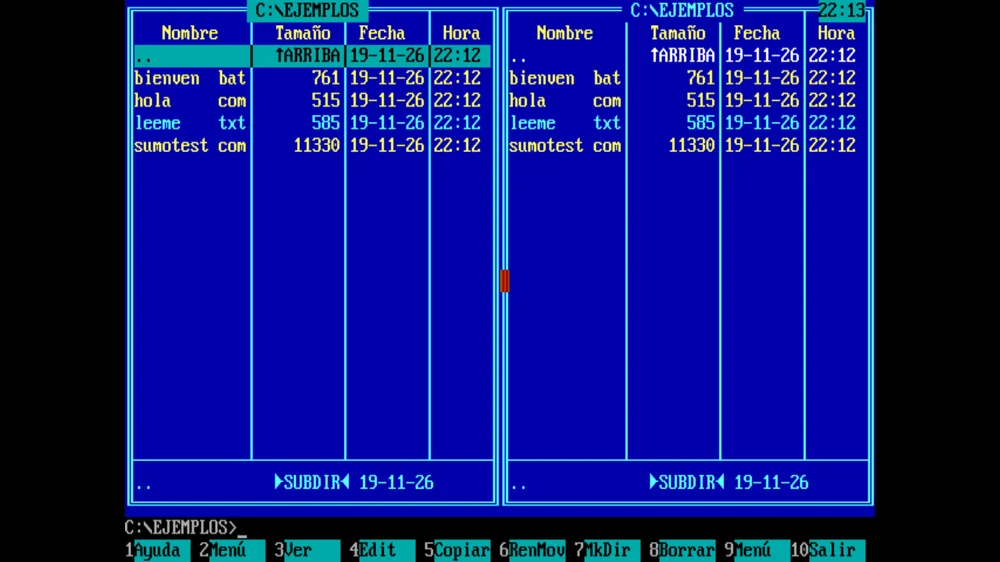 C:\EJEMPLOS C:\EJEMPLOS 22:13
Nombre Tamaño Fecha Hora Nombre Tamaño Fecha Hora
.. ↑ARRIBA 19-11-26 22:12 .. ↑ARRIBA 19-11-26 22:12
bienven bat 761 19-11-26 22:12 bienven bat 761 19-11-26 22:12
hola com 515 19-11-26 22:12 hola com 515 19-11-26 22:12
leeme txt 585 19-11-26 22:12 leeme txt 585 19-11-26 22:12
sumotest com 11330 19-11-26 22:12 sumotest com 11330 19-11-26 22:12
.. ►SUBDIR◄ 19-11-26 .. ►SUBDIR◄ 19-11-26
C:\EJEMPLOS>_
1Ayuda 2Menú 3Ver 4Edit 5Copiar 6RenMov 7MkDir 8Borrar 9Menú 10Salir